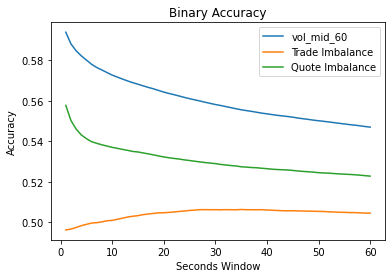 Binary Accuracy
vol_mid_60
Trade Imbalance
Quote Imbalance
Accuracy
0.58
0.56
0.54
0.52
0.50
0 10 20 30 40 50 60
Seconds Window